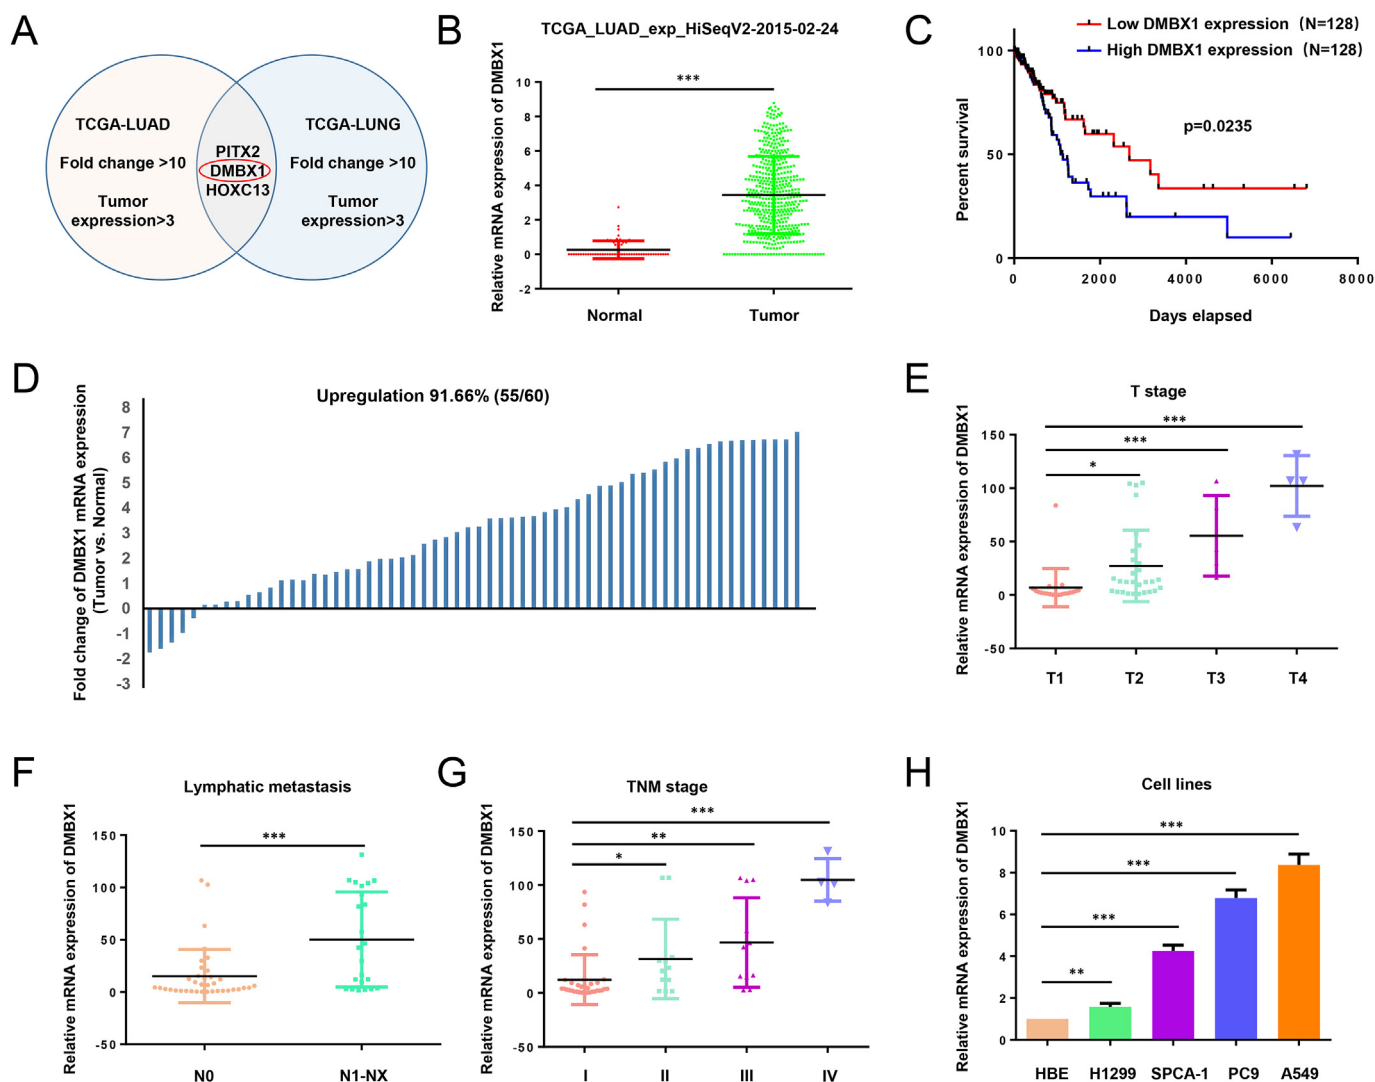 A
TCGA-LUAD
Fold change >10
Tumor
expression>3
PITX2
DMBX1
HOXC13
TCGA-LUNG
Fold change >10
Tumor
expression>3
B
TCGA_LUAD_exp_HiSeqV2-2015-02-24
Relative mRNA expression of DMBX1
***
10
8
6
4
2
0
-2
Normal
Tumor
C
Low DMBX1 expression (N=128)
High DMBX1 expression (N=128)
Percent survival
p=0.0235
100
50
0
0
2000
4000
6000
8000
Days elapsed
D
Upregulation 91.66% (55/60)
Fold change of DMBX1 mRNA expression
(Tumor vs. Normal)
8
7
6
5
4
3
2
1
0
-1
-2
-3
E
T stage
Relative mRNA expression of DMBX1
***
***
*
150
100
50
0
-50
T1
T2
T3
T4
F
Lymphatic metastasis
Relative mRNA expression of DMBX1
***
150
100
50
0
-50
N0
N1-NX
G
TNM stage
Relative mRNA expression of DMBX1
***
**
*
150
100
50
0
-50
I
II
III
IV
H
Cell lines
Relative mRNA expression of DMBX1
***
***
***
**
10
8
6
4
2
0
HBE
H1299
SPCA-1
PC9
A549